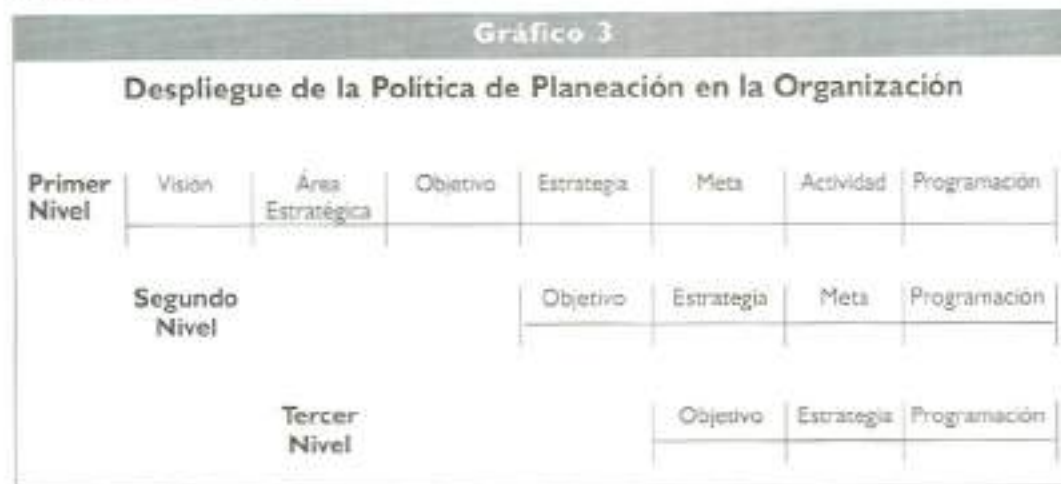 Gráfico 3
Despliegue de la Política de Planeación en la Organización
Primer Nivel
Visión
Área Estratégica
Objetivo
Estrategia
Meta
Actividad
Programación
Segundo Nivel
Objetivo
Estrategia
Meta
Programación
Tercer Nivel
Objetivo
Estrategia
Programación